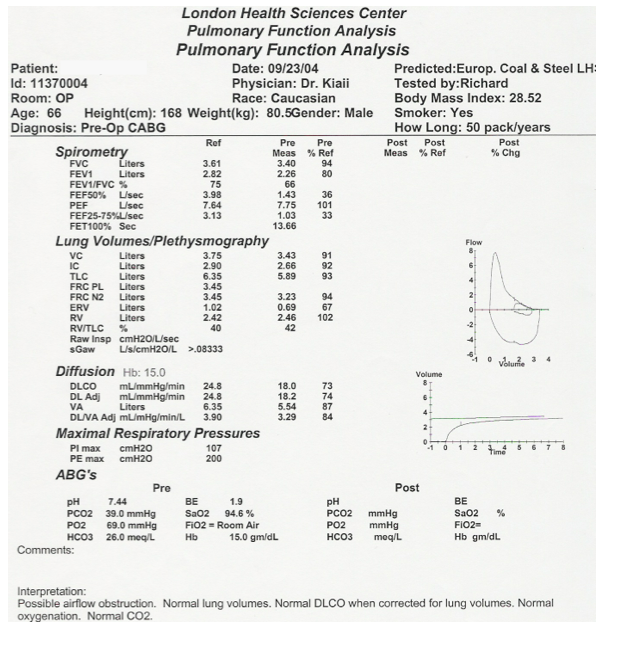 London Health Sciences Center
Pulmonary Function Analysis
Pulmonary Function Analysis
Patient: Date: 09/23/04 Predicted:Europ. Coal & Steel LH
Id: 11370004 Physician: Dr. Kiaii Tested by:Richard
Room: OP Race: Caucasian Body Mass Index: 28.52
Age: 66 Height(cm): 168 Weight(kg): 80.5Gender: Male Smoker: Yes
Diagnosis: Pre-Op CABG How Long: 50 pack/years
Ref Pre Pre Post Post Post
Spirometry Meas % Ref Meas % Ref % Chg
FVC Liters 3.61 3.40 94
FEV1 Liters 2.82 2.26 80
FEV1/FVC % 75 66
FEF50% L/sec 3.98 1.43 36
PEF L/sec 7.64 7.75 101
FEF25-75%L/sec 3.13 1.03 33
FET100% Sec 13.66
Lung Volumes/Plethysmography
VC Liters 3.75 3.43 91
IC Liters 2.90 2.66 92
TLC Liters 6.35 5.89 93
FRC PL Liters 3.45
FRC N2 Liters 3.45 3.23 94
ERV Liters 1.02 0.69 67
RV Liters 2.42 2.46 102
RV/TLC % 40 42
Raw Insp cmH2O/L/sec
sGaw L/s/cmH2O/L >.08333
Flow
8
6
4
2
0
-2
-4
-6
-1 0 1 2 3 4
Volume
Diffusion Hb: 15.0
DLCO mL/mmHg/min 24.8 18.0 73
DL Adj mL/mmHg/min 24.8 18.2 74
VA Liters 6.35 5.54 87
DL/VA Adj mL/mHg/min/L 3.90 3.29 84
Volume
8
6
4
2
0
-1 0 1 2 3 4 5 6 7 8
Time
Maximal Respiratory Pressures
PI max cmH2O 107
PE max cmH2O 200
ABG's
Pre Post
pH 7.44 BE 1.9 pH BE
PCO2 39.0 mmHg SaO2 94.6 % PCO2 mmHg SaO2 %
PO2 69.0 mmHg FiO2 = Room Air PO2 mmHg FiO2=
HCO3 26.0 meq/L Hb 15.0 gm/dL HCO3 meq/L Hb gm/dL
Comments:
Interpretation:
Possible airflow obstruction. Normal lung volumes. Normal DLCO when corrected for lung volumes. Normal
oxygenation. Normal CO2.